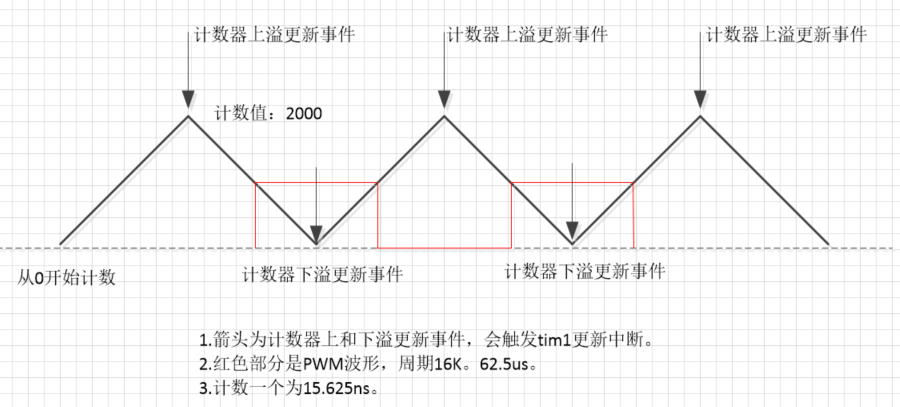 计数器上溢更新事件 计数器上溢更新事件 计数器上溢更新事件
计数值：2000
从0开始计数 计数器下溢更新事件 计数器下溢更新事件
1.箭头为计数器上和下溢更新事件，会触发tim1更新中断。
2.红色部分是PWM波形，周期16K。62.5us。
3.计数一个为15.625ns。